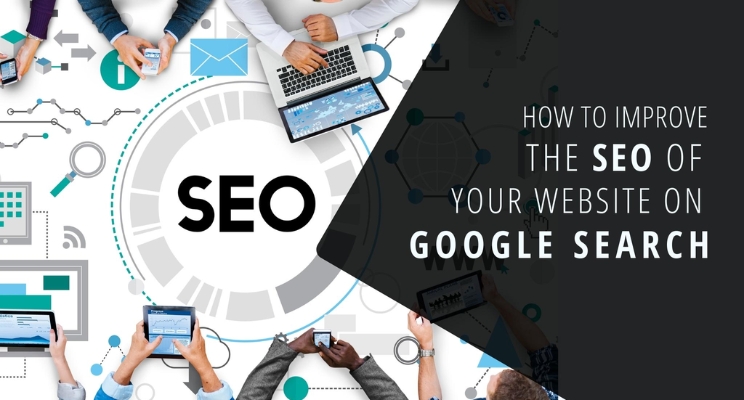 SEO
HOW TO IMPROVE
THE SEO OF
YOUR WEBSITE ON
GOOGLE SEARCH